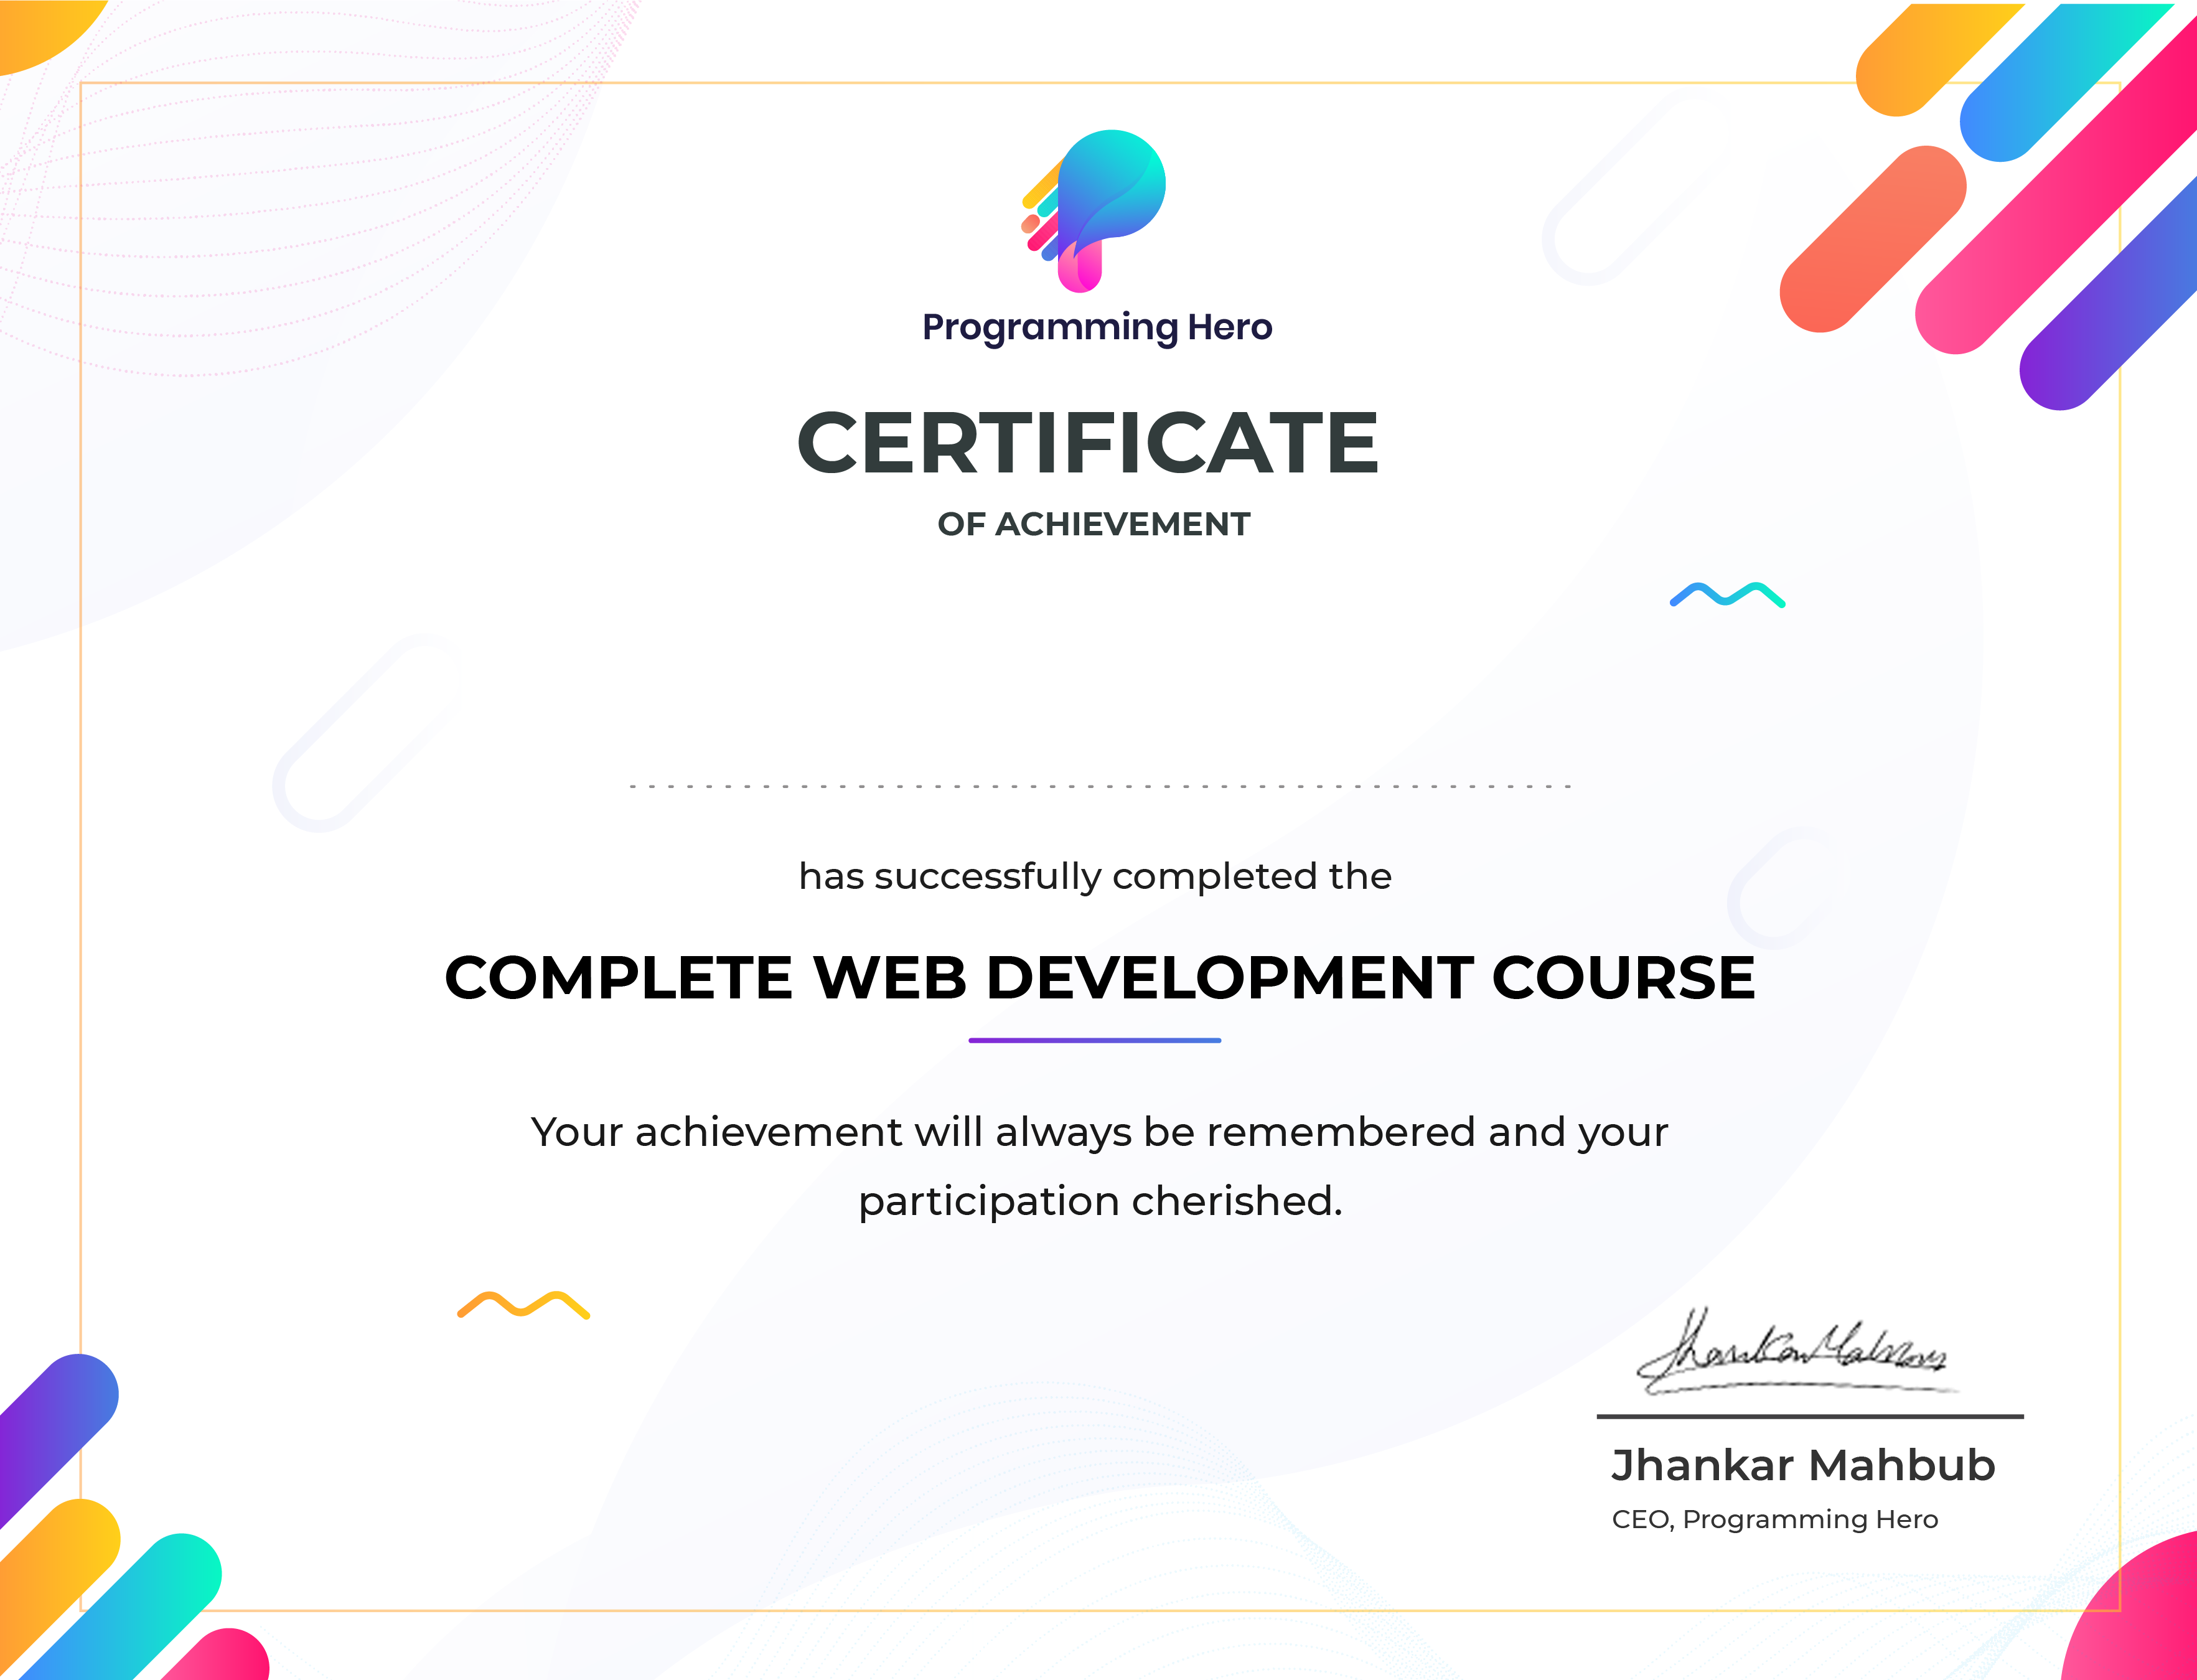 Programming Hero
CERTIFICATE
OF ACHIEVEMENT
has successfully completed the
COMPLETE WEB DEVELOPMENT COURSE
Your achievement will always be remembered and your
participation cherished.
Jhankar Mahbub
Jhankar Mahbub
CEO, Programming Hero